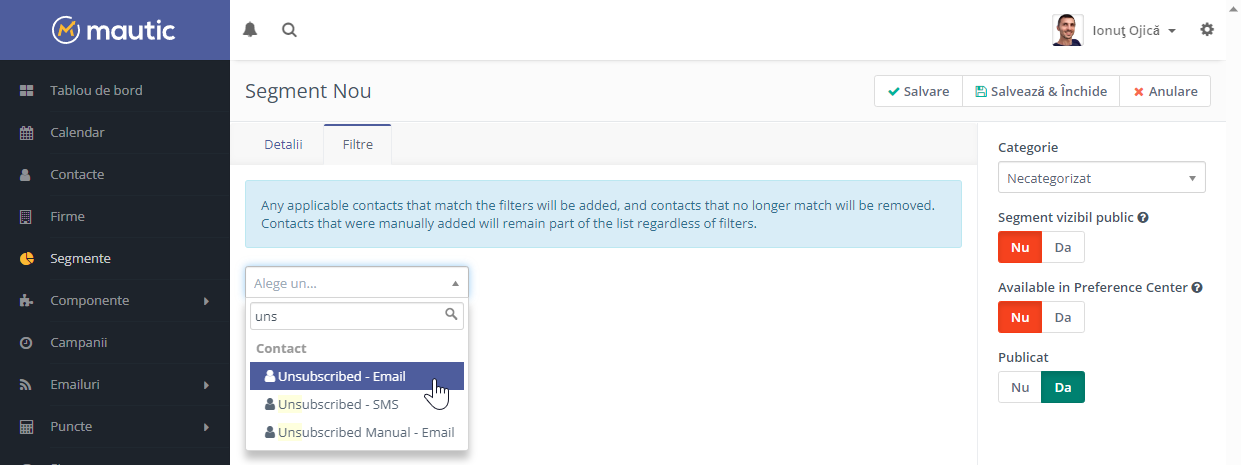 mautic
Ionuţ Ojică
Tablou de bord
Calendar
Contacte
Firme
Segmente
Componente
Campanii
Emailuri
Puncte
Segment Nou
Salvare
Salvează & Închide
Anulare
Detalii
Filtre
Any applicable contacts that match the filters will be added, and contacts that no longer match will be removed.
Contacts that were manually added will remain part of the list regardless of filters.
Alege un...
uns
Contact
Unsubscribed - Email
Unsubscribed - SMS
Unsubscribed Manual - Email
Categorie
Necategorizat
Segment vizibil public
Nu Da
Available in Preference Center
Nu Da
Publicat
Nu Da